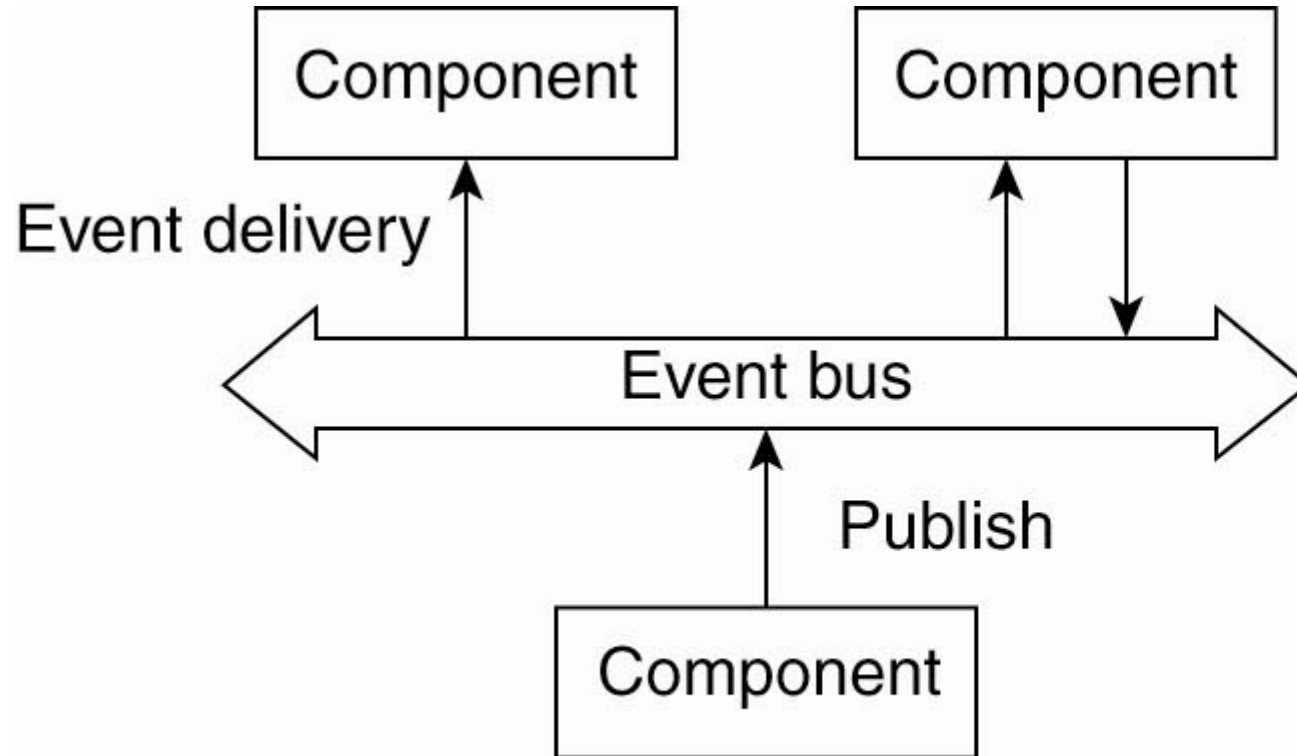 Component
Component
Event delivery
Event bus
Publish
Component